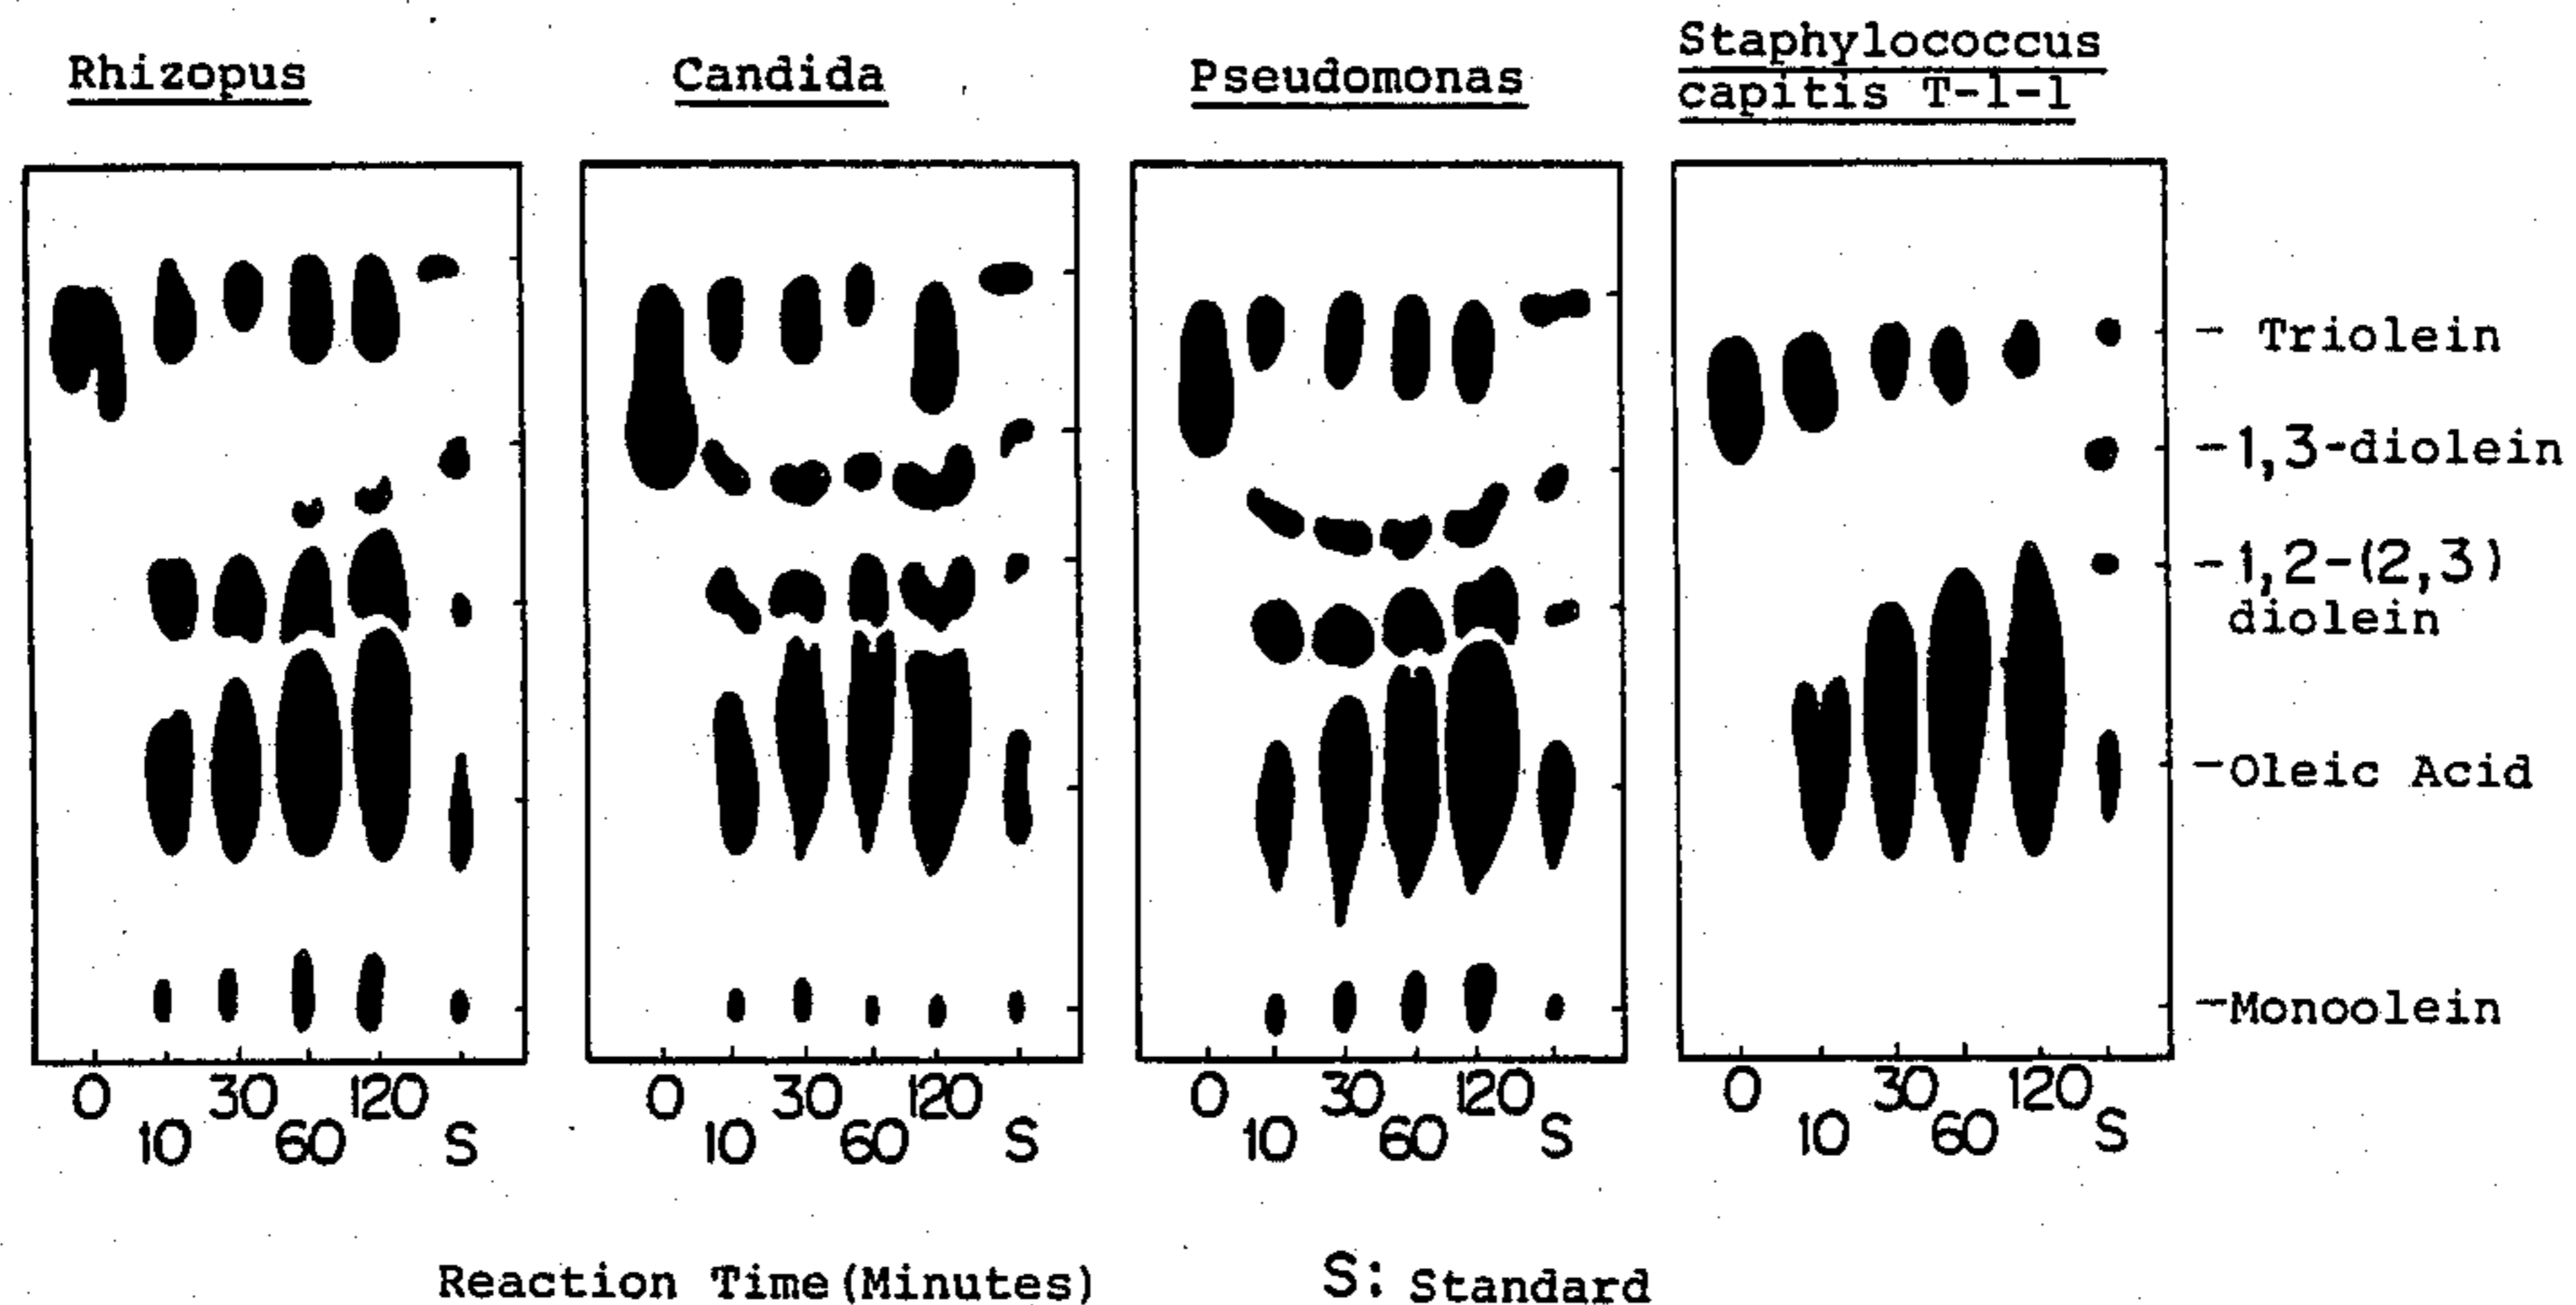 Rhizopus
Candida
Pseudomonas
Staphylococcus
capitis T-1-1
- Triolein
-1,3-diolein
-1,2-(2,3)
diolein
-Oleic Acid
-Monoolein
0 30 120
10 60 S
0 30 120
10 60 S
0 30 120
10 60 S
0 30 120
10 60 S
Reaction Time(Minutes)
S: Standard